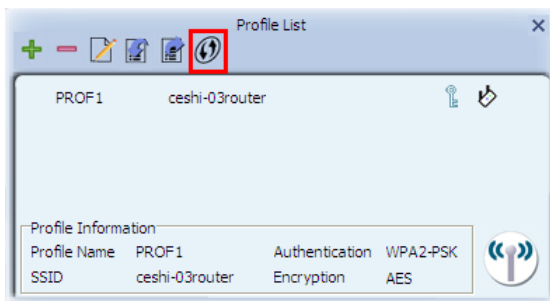 Profile List
PROF1 ceshi-03router
Profile Information
Profile Name PROF1 Authentication WPA2-PSK
SSID ceshi-03router Encryption AES